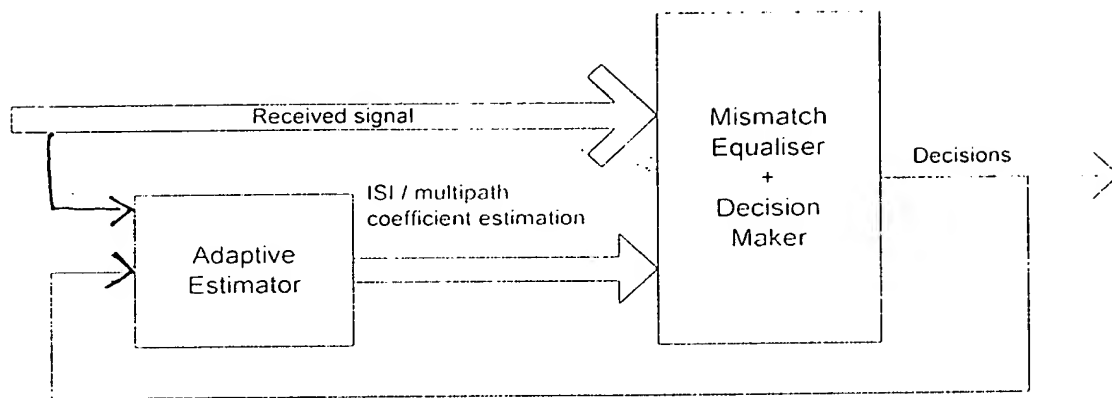 Received signal
Mismatch
Equaliser
+
Decision
Maker
Decisions
ISI / multipath
coefficient estimation
Adaptive
Estimator